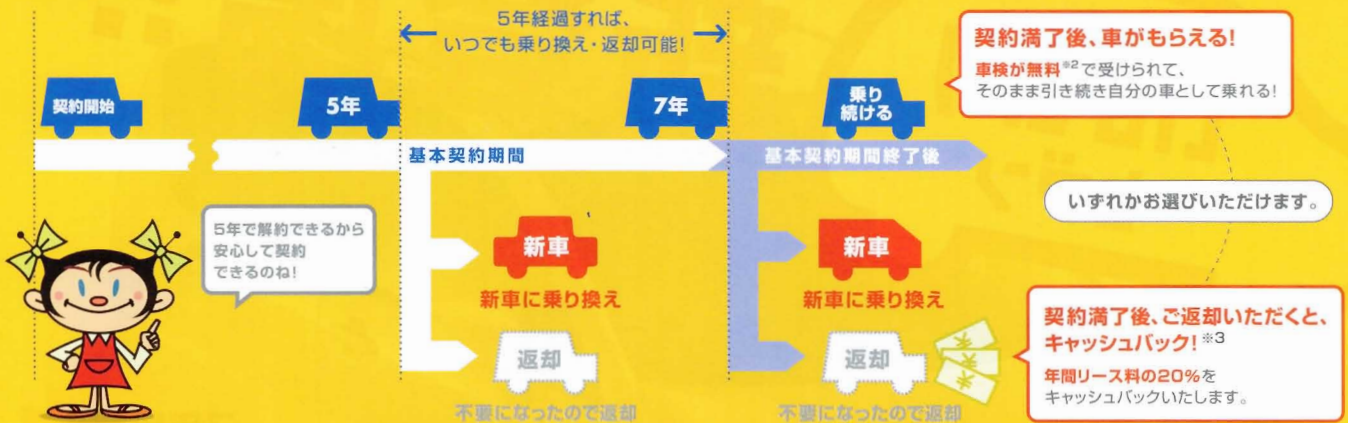 5年経過すれば、
いつでも乗り換え・返却可能!
契約開始
5年
7年
乗り
続ける
基本契約期間
基本契約期間終了後
5年で解約できるから
安心して契約
できるのね!
新車
新車に乗り換え
返却
不要になったので返却
新車
新車に乗り換え
返却
不要になったので返却
契約満了後、車がもらえる!
車検が無料※2で受けられて、
そのまま引き続き自分の車として乗れる!
いずれかお選びいただけます。
契約満了後、ご返却いただくと、
キャッシュバック!※3
年間リース料の20%を
キャッシュバックいたします。